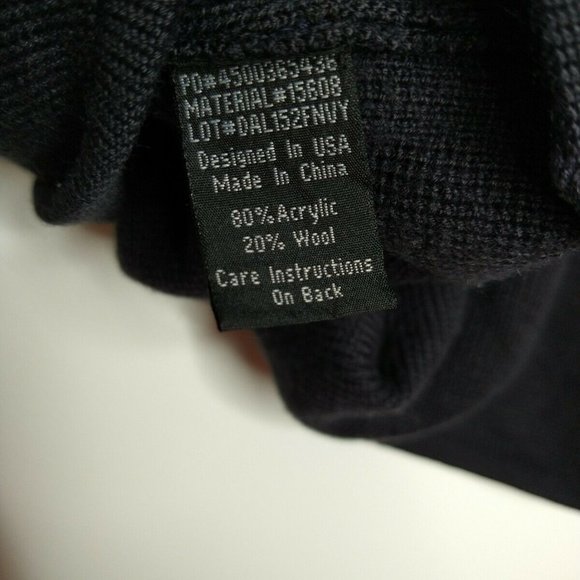 PO#4500365436
MATERIAL#15608
LOT#DAL152FNUY
Designed In USA
Made In China
80%Acrylic
20% Wool
Care Instructions
On Back